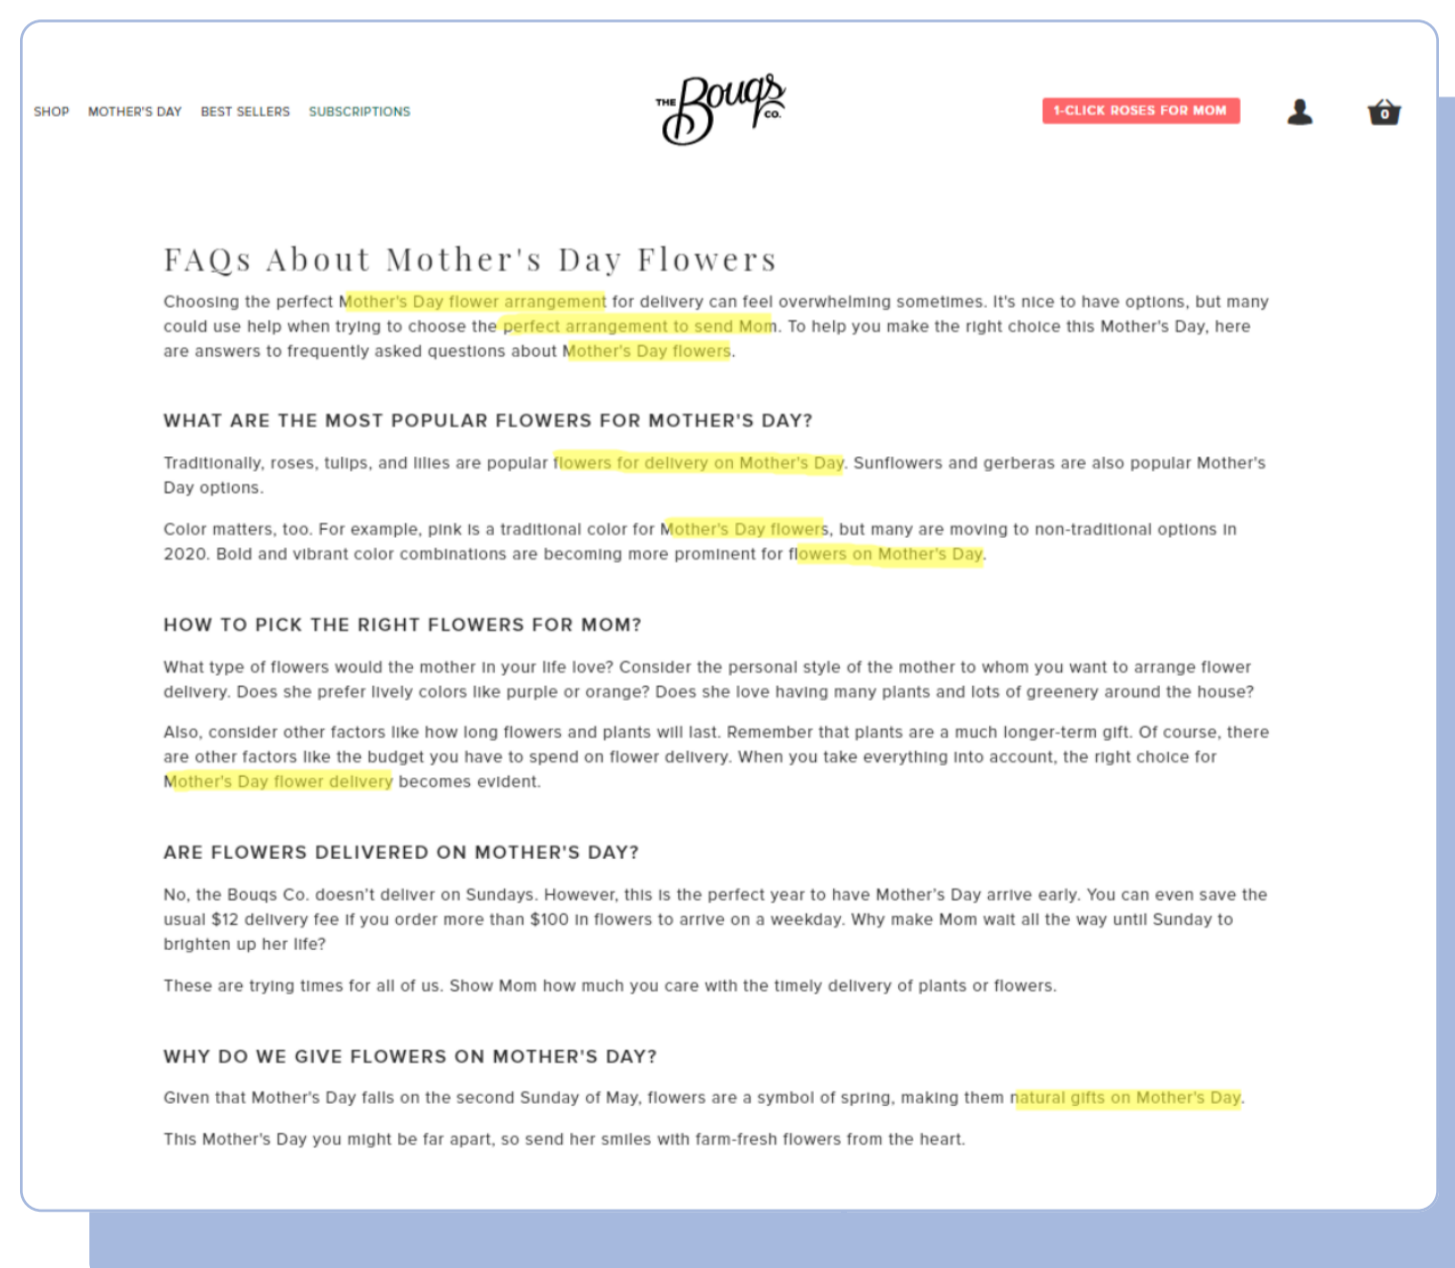 SHOP MOTHER'S DAY BEST SELLERS SUBSCRIPTIONS
THE Bouqs CO.
1-CLICK ROSES FOR MOM
0
FAQs About Mother's Day Flowers
Choosing the perfect Mother's Day flower arrangement for delivery can feel overwhelming sometimes. It's nice to have options, but many
could use help when trying to choose the perfect arrangement to send Mom. To help you make the right choice this Mother's Day, here
are answers to frequently asked questions about Mother's Day flowers.
WHAT ARE THE MOST POPULAR FLOWERS FOR MOTHER'S DAY?
Traditionally, roses, tulips, and lilies are popular flowers for delivery on Mother's Day. Sunflowers and gerberas are also popular Mother's
Day options.
Color matters, too. For example, pink is a traditional color for Mother's Day flowers, but many are moving to non-traditional options in
2020. Bold and vibrant color combinations are becoming more prominent for flowers on Mother's Day.
HOW TO PICK THE RIGHT FLOWERS FOR MOM?
What type of flowers would the mother in your life love? Consider the personal style of the mother to whom you want to arrange flower
delivery. Does she prefer lively colors like purple or orange? Does she love having many plants and lots of greenery around the house?
Also, consider other factors like how long flowers and plants will last. Remember that plants are a much longer-term gift. Of course, there
are other factors like the budget you have to spend on flower delivery. When you take everything into account, the right choice for
Mother's Day flower delivery becomes evident.
ARE FLOWERS DELIVERED ON MOTHER'S DAY?
No, the Bouqs Co. doesn't deliver on Sundays. However, this is the perfect year to have Mother's Day arrive early. You can even save the
usual $12 delivery fee if you order more than $100 in flowers to arrive on a weekday. Why make Mom wait all the way until Sunday to
brighten up her life?
These are trying times for all of us. Show Mom how much you care with the timely delivery of plants or flowers.
WHY DO WE GIVE FLOWERS ON MOTHER'S DAY?
Given that Mother's Day falls on the second Sunday of May, flowers are a symbol of spring, making them natural gifts on Mother's Day.
This Mother's Day you might be far apart, so send her smiles with farm-fresh flowers from the heart.